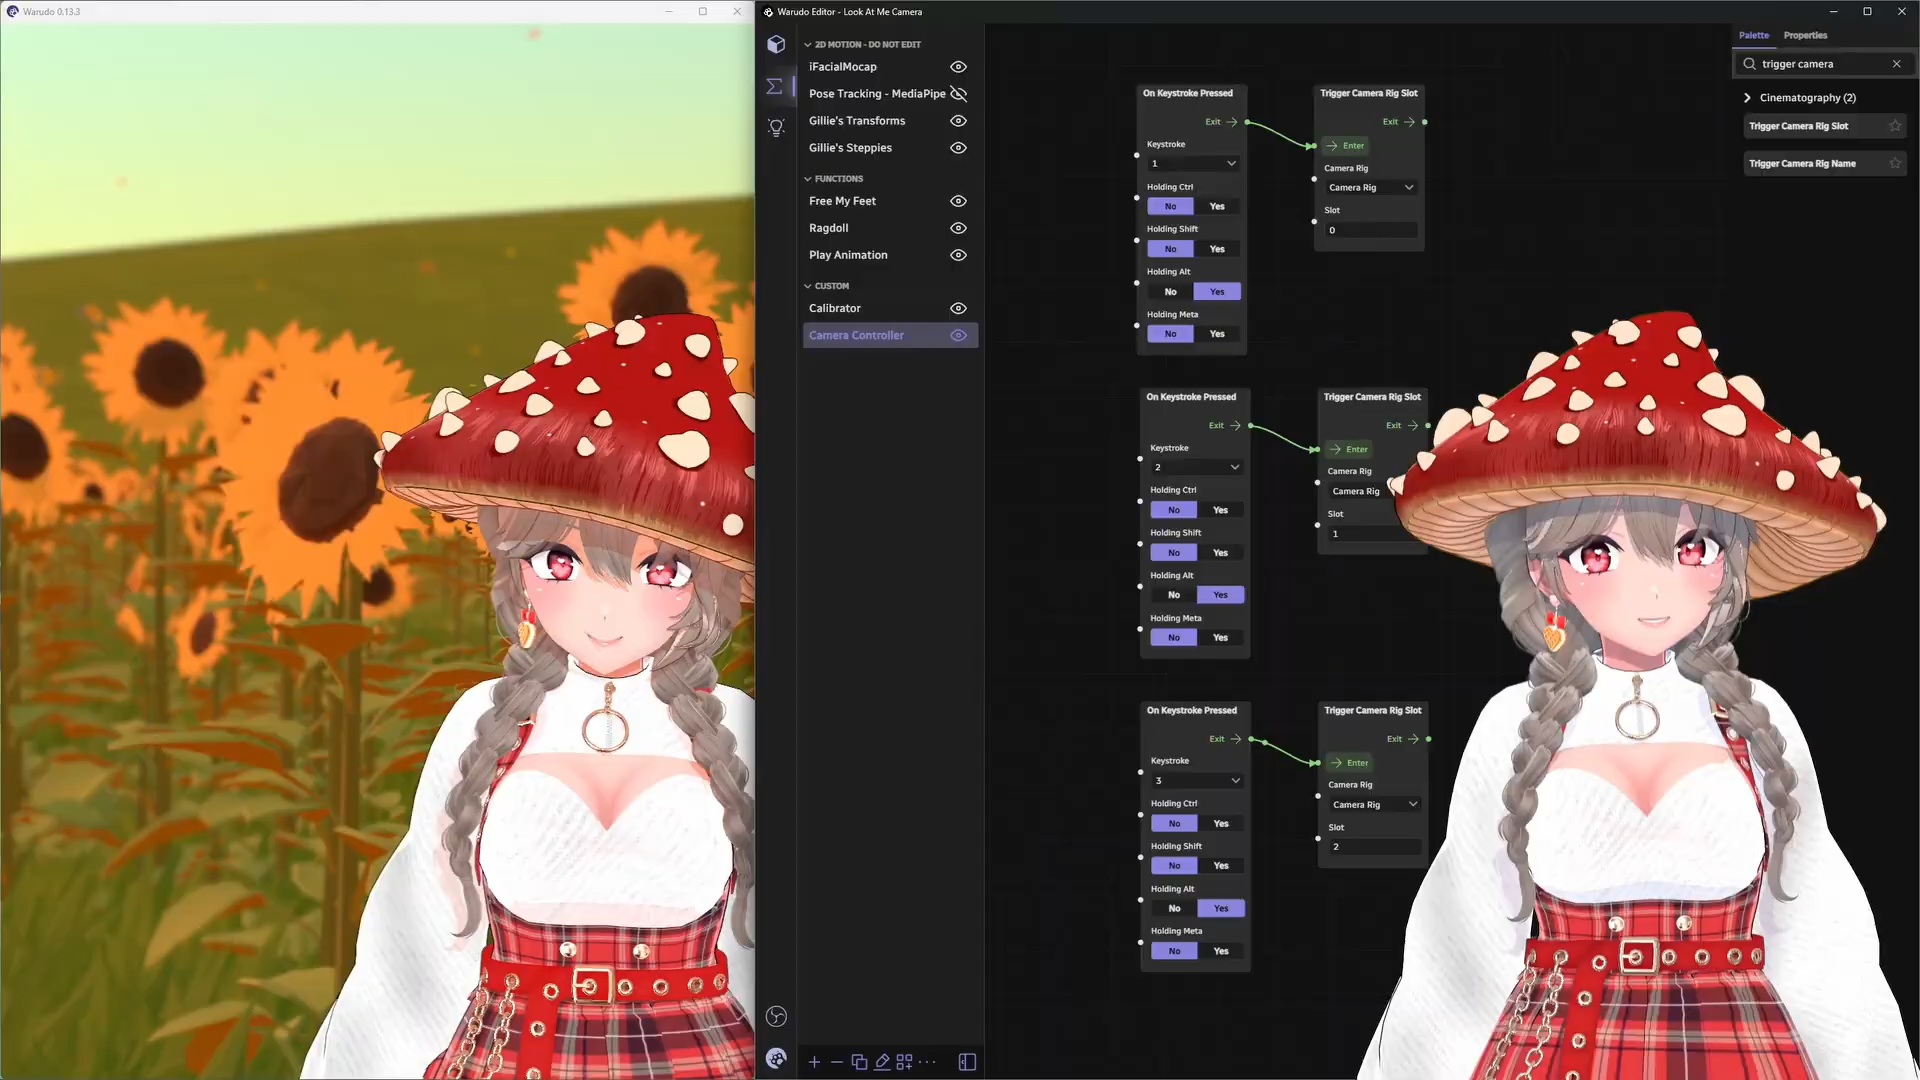 Warudo 0.13.3
Warudo Editor - Look At Me Camera
2D MOTION - DO NOT EDIT
iFacialMocap
Pose Tracking - MediaPipe
Gillie's Transforms
Gillie's Steppies
FUNCTIONS
Free My Feet
Ragdoll
Play Animation
CUSTOM
Calibrator
Camera Controller
On Keystroke Pressed
Exit
Keystroke
1
Holding Ctrl
No Yes
Holding Shift
No Yes
Holding Alt
No Yes
Holding Meta
No Yes
Trigger Camera Rig Slot
Exit
Enter
Camera Rig
Camera Rig
Slot
0
On Keystroke Pressed
Exit
Keystroke
2
Holding Ctrl
No Yes
Holding Shift
No Yes
Holding Alt
No Yes
Holding Meta
No Yes
Trigger Camera Rig Slot
Exit
Enter
Camera Rig
Camera Rig
Slot
1
On Keystroke Pressed
Exit
Keystroke
3
Holding Ctrl
No Yes
Holding Shift
No Yes
Holding Alt
No Yes
Holding Meta
No Yes
Trigger Camera Rig Slot
Exit
Enter
Camera Rig
Camera Rig
Slot
2
Palette Properties
trigger camera
Cinematography (2)
Trigger Camera Rig Slot
Trigger Camera Rig Name